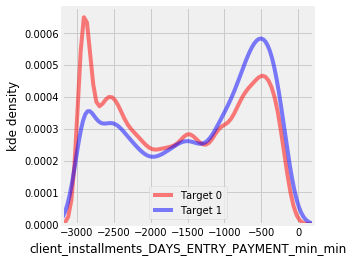 0.0006
0.0005
0.0004
0.0003
0.0002
0.0001
0.0000
kde density
Target 0
Target 1
−3000 −2500 −2000 −1500 −1000 −500 0
client_installments_DAYS_ENTRY_PAYMENT_min_min